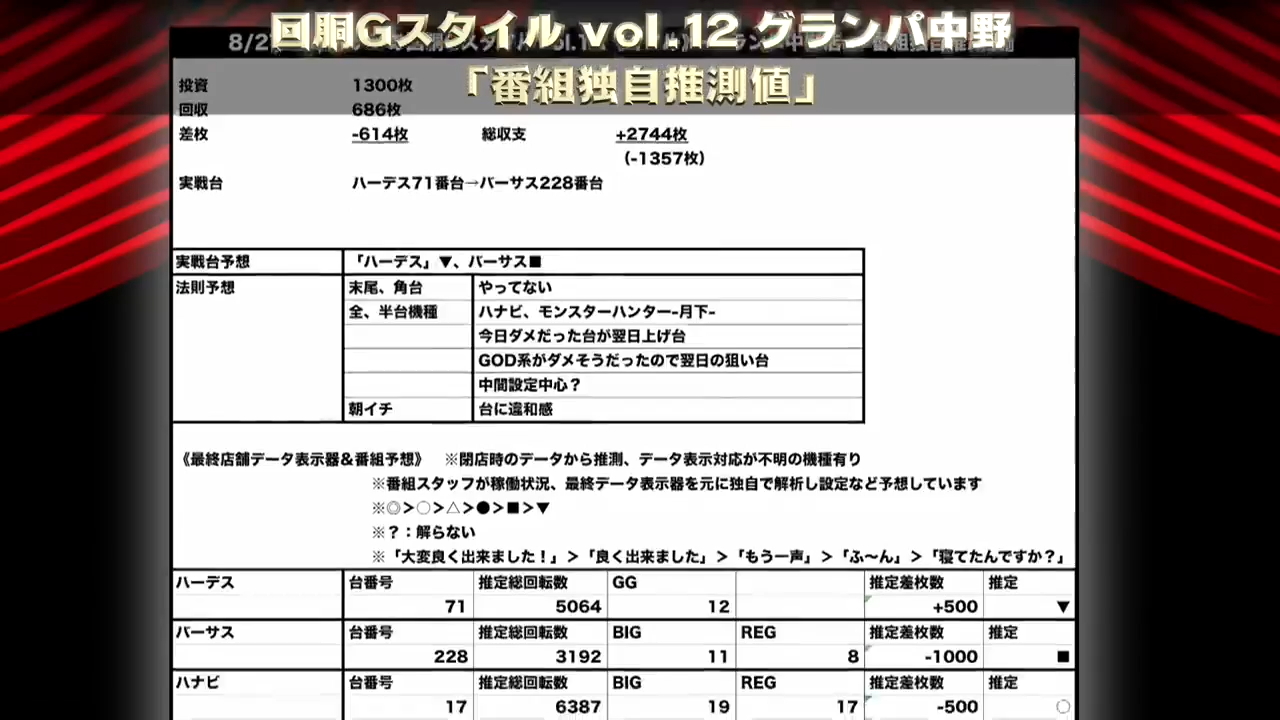 回胴Gスタイル vol.12 グランパ中野
「番組独自推測値」
投資 1300枚
回収 686枚
差枚 -614枚 総収支 +2744枚
(-1357枚)
実戦台 ハーデス71番台→バーサス228番台
実戦台予想 「ハーデス」▼、バーサス■
法則予想 末尾、角台 やってない
全、半台機種 ハナビ、モンスターハンター-月下-
今日ダメだった台が翌日上げ台
GOD系がダメそうだったので翌日の狙い台
中間設定中心？
朝イチ 台に違和感
《最終店舗データ表示器&番組予想》 ※閉店時のデータから推測、データ表示対応が不明の機種有り
※番組スタッフが稼働状況、最終データ表示器を元に独自で解析し設定など予想しています
※◎＞○＞△＞●＞■＞▼
※？：解らない
※「大変良く出来ました！」＞「良く出来ました」＞「もう一声」＞「ふ〜ん」＞「寝てたんですか？」
ハーデス 台番号 推定総回転数 GG 推定差枚数 推定
71 5064 12 +500 ▼
バーサス 台番号 推定総回転数 BIG REG 推定差枚数 推定
228 3192 11 8 -1000 ■
ハナビ 台番号 推定総回転数 BIG REG 推定差枚数 推定
17 6387 19 17 -500 ○